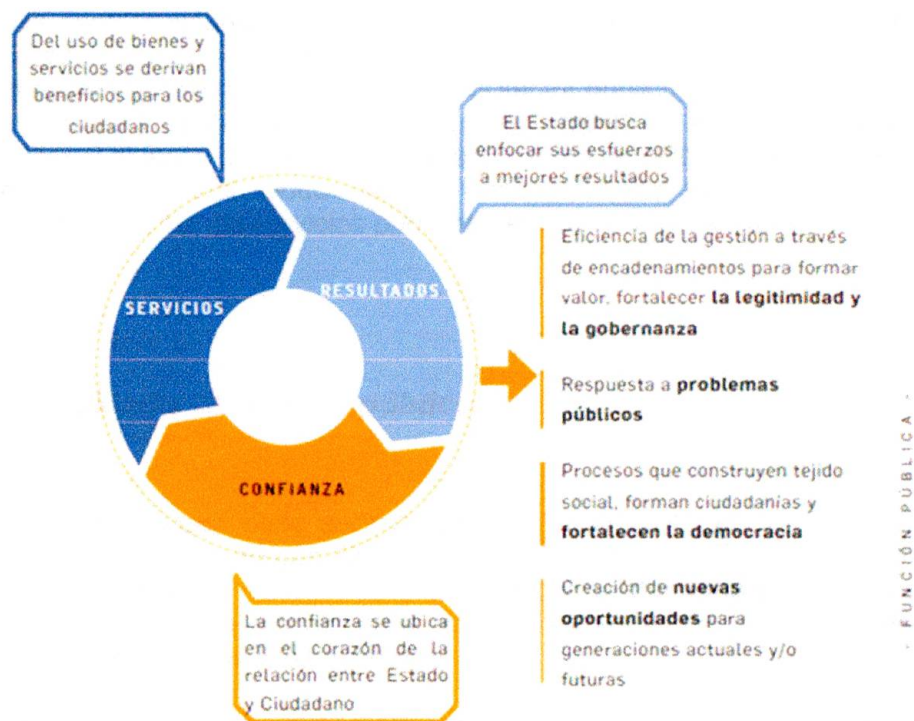 Del uso de bienes y
servicios se derivan
beneficios para los
ciudadanos
El Estado busca
enfocar sus esfuerzos
a mejores resultados
SERVICIOS
RESULTADOS
CONFIANZA
La confianza se ubica
en el corazón de la
relación entre Estado
y Ciudadano
Eficiencia de la gestión a través
de encadenamientos para formar
valor, fortalecer la legitimidad y
la gobernanza
Respuesta a problemas
públicos
Procesos que construyen tejido
social, forman ciudadanías y
fortalecen la democracia
Creación de nuevas
oportunidades para
generaciones actuales y/o
futuras
- FUNCIÓN PÚBLICA -